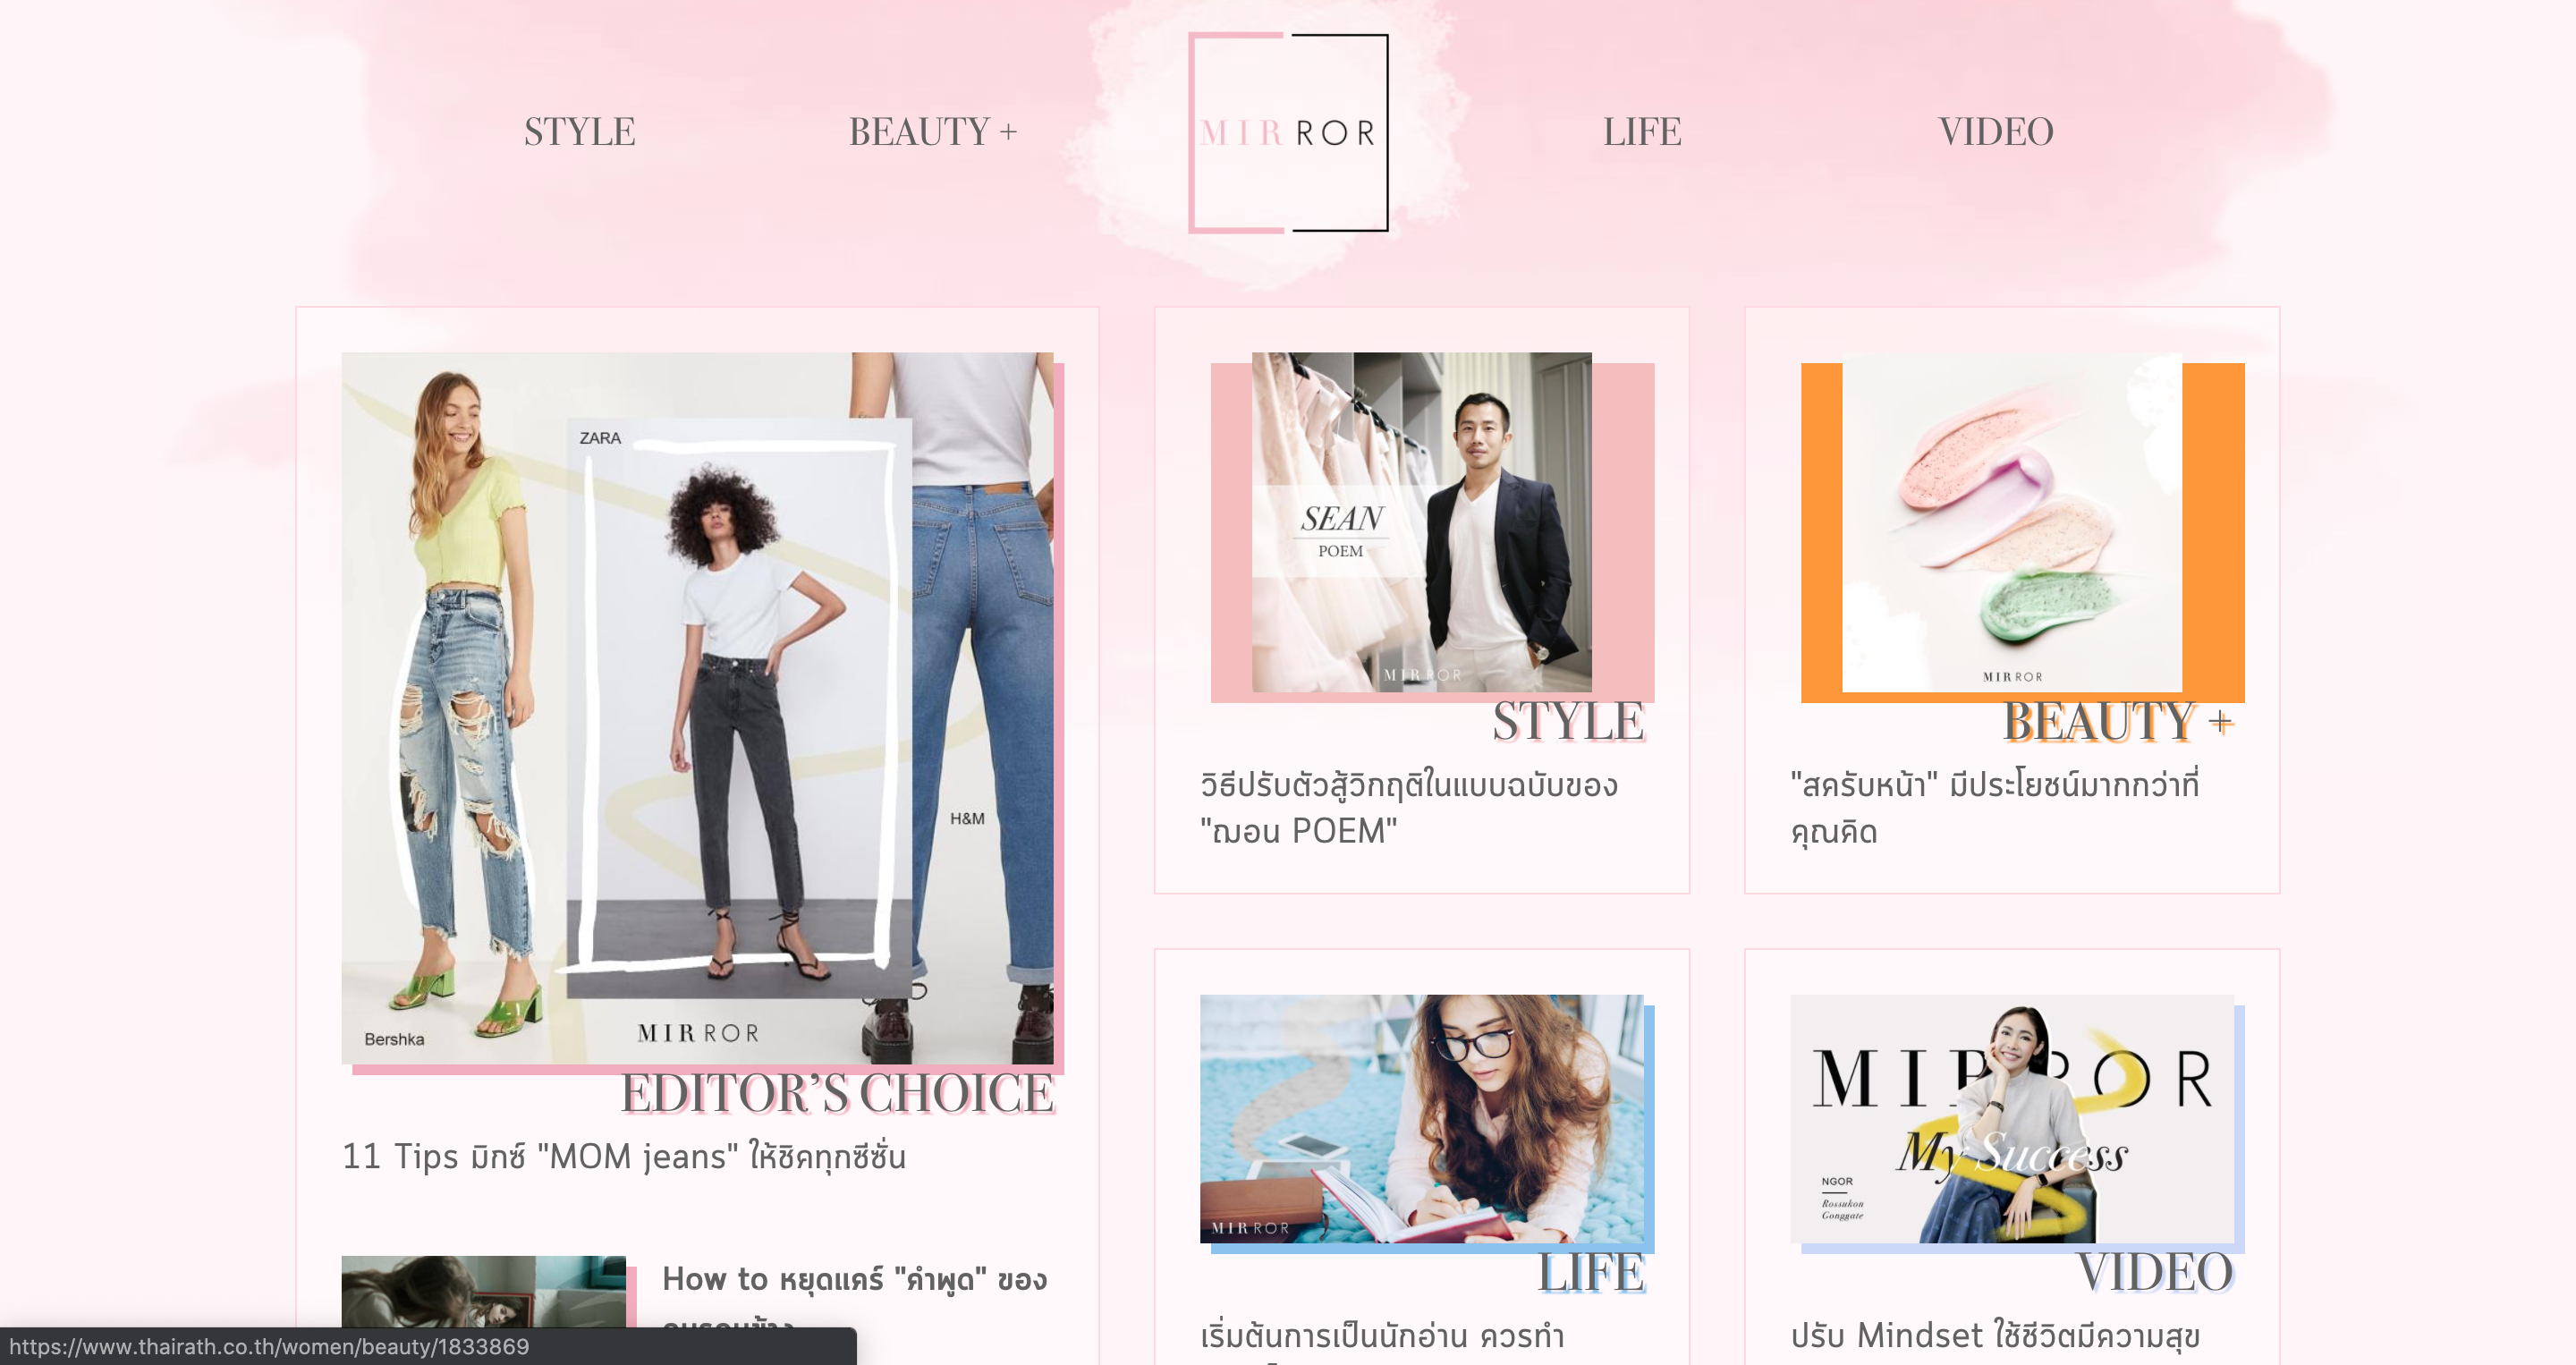 STYLE
BEAUTY +
MIRROR
LIFE
VIDEO
ZARA
H&M
Bershka
MIRROR
EDITOR'S CHOICE
11 Tips มิกซ์ "MOM jeans" ให้ชิคทุกซีซั่น
How to หยุดแคร์ "คำพูด" ของ
คนรอบข้าง
SEAN
POEM
MIRROR
STYLE
วิธีปรับตัวสู้วิกฤติในแบบฉบับของ
"ฌอน POEM"
MIRROR
BEAUTY +
"สครับหน้า" มีประโยชน์มากกว่าที่
คุณคิด
MIRROR
LIFE
เริ่มต้นการเป็นนักอ่าน ควรทำ
MIRROR
My Success
NGOR
Rossukon
Gonggate
VIDEO
ปรับ Mindset ใช้ชีวิตมีความสุข
https://www.thairath.co.th/women/beauty/1833869